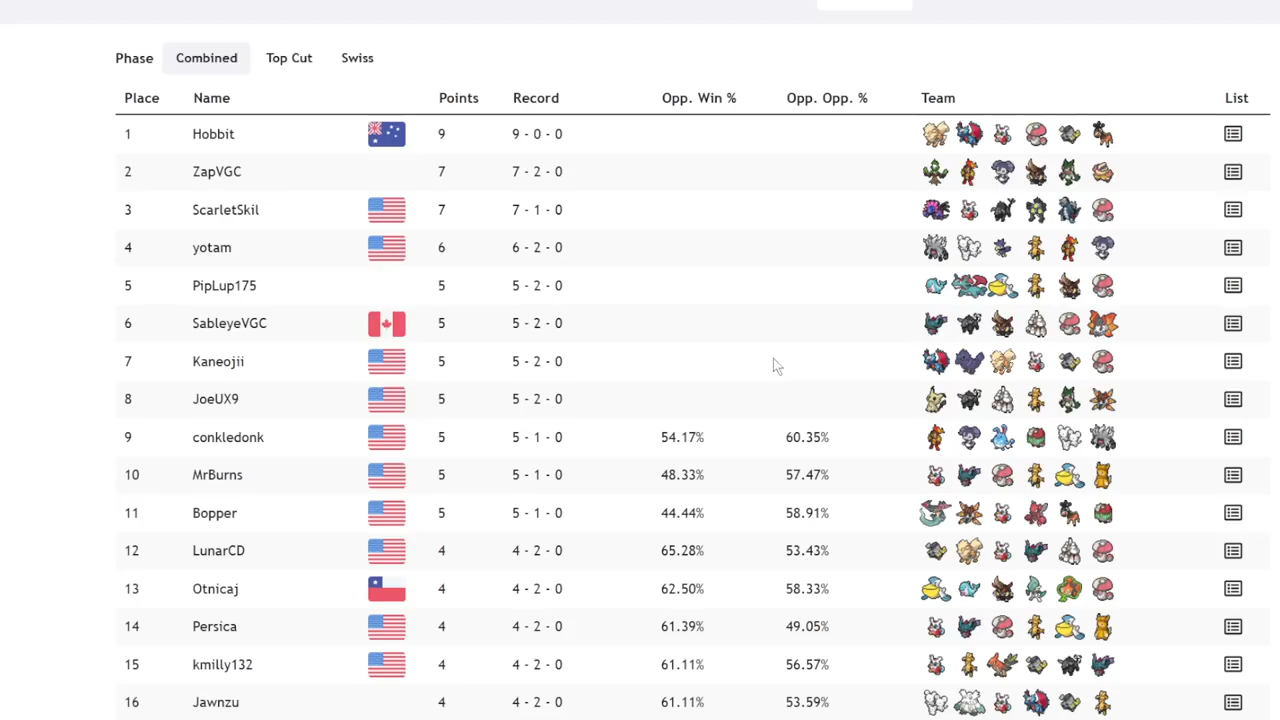 Phase Combined Top Cut Swiss
Place Name Points Record Opp. Win % Opp. Opp. % Team List
1 Hobbit 9 9 - 0 - 0
2 ZapVGC 7 7 - 2 - 0
3 ScarletSkil 7 7 - 1 - 0
4 yotam 6 6 - 2 - 0
5 PipLup175 5 5 - 2 - 0
6 SableyeVGC 5 5 - 2 - 0
7 Kaneojii 5 5 - 2 - 0
8 JoeUX9 5 5 - 2 - 0
9 conkledonk 5 5 - 1 - 0 54.17% 60.35%
10 MrBurns 5 5 - 1 - 0 48.33% 57.47%
11 Bopper 5 5 - 1 - 0 44.44% 58.91%
12 LunarCD 4 4 - 2 - 0 65.28% 53.43%
13 Otnicaj 4 4 - 2 - 0 62.50% 58.33%
14 Persica 4 4 - 2 - 0 61.39% 49.05%
15 kmilly132 4 4 - 2 - 0 61.11% 56.57%
16 Jawnzu 4 4 - 2 - 0 61.11% 53.59%